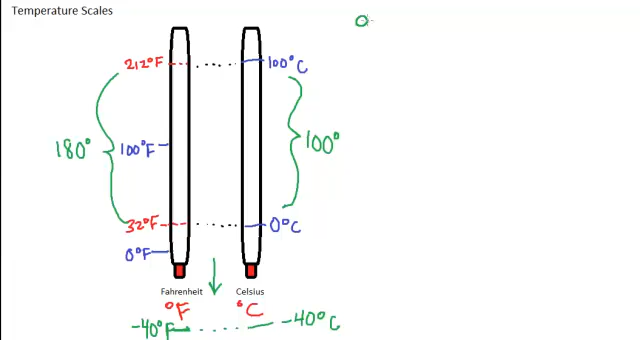 Temperature Scales
212°F 100°C
180° 100°F 100°
32°F 0°C
0°F
Fahrenheit Celsius
°F °C
-40°F -40°C